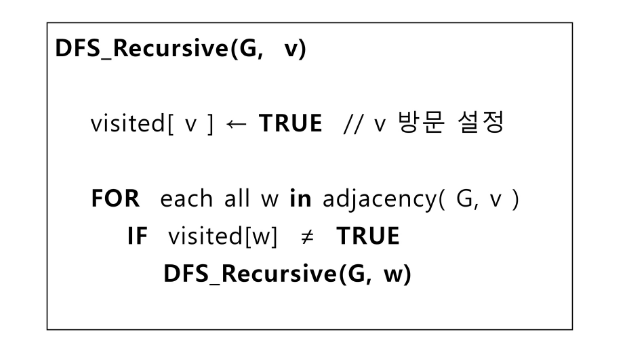 DFS_Recursive(G, v)
visited[ v ] ← TRUE // v 방문 설정
FOR each all w in adjacency( G, v )
IF visited[w] ≠ TRUE
DFS_Recursive(G, w)